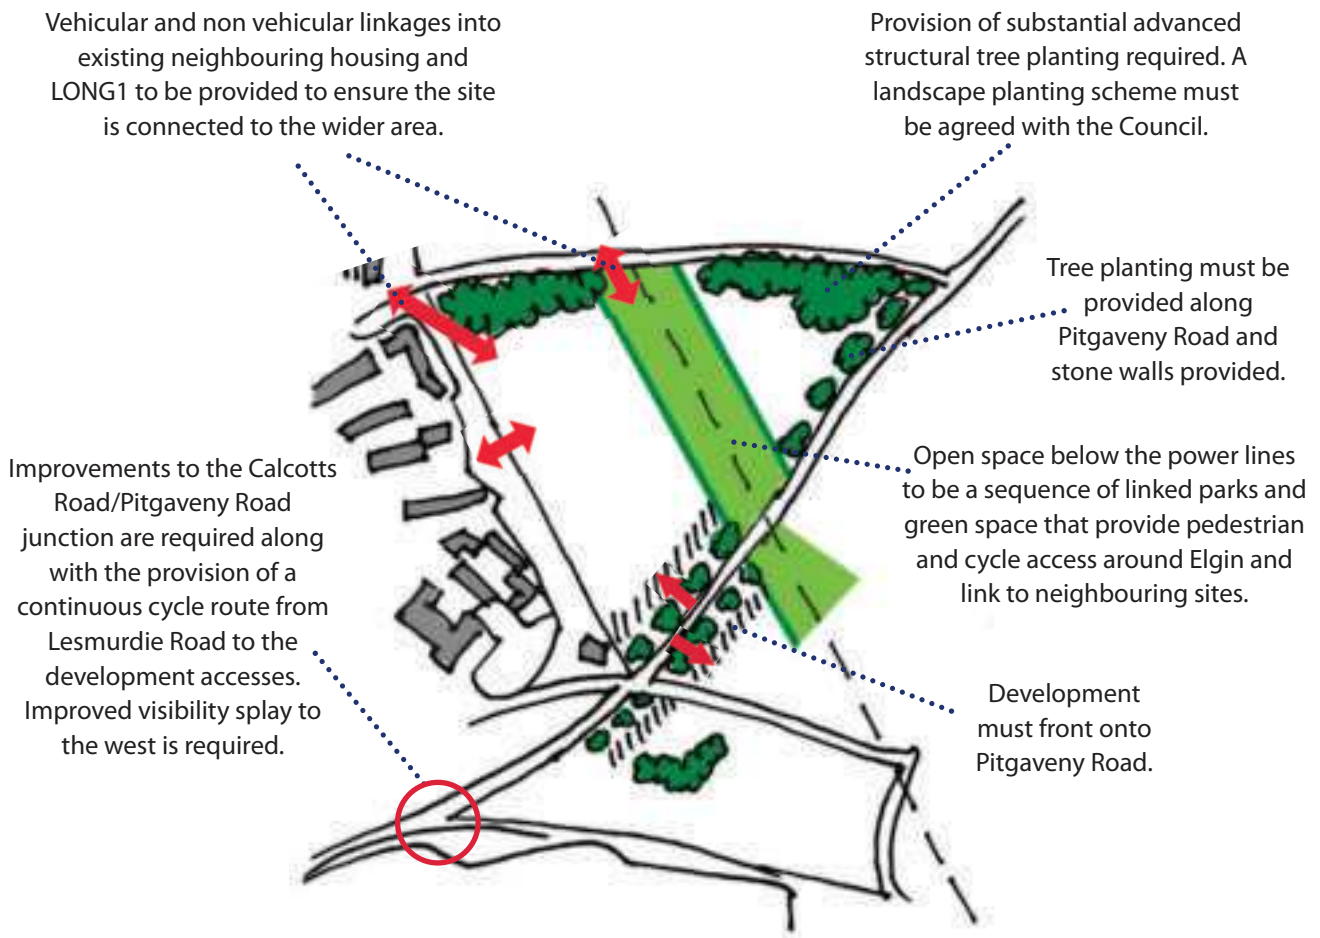 Vehicular and non vehicular linkages into
existing neighbouring housing and
LONG1 to be provided to ensure the site
is connected to the wider area.
Provision of substantial advanced
structural tree planting required. A
landscape planting scheme must
be agreed with the Council.
Tree planting must be
provided along
Pitgaveny Road and
stone walls provided.
Open space below the power lines
to be a sequence of linked parks and
green space that provide pedestrian
and cycle access around Elgin and
link to neighbouring sites.
Improvements to the Calcotts
Road/Pitgaveny Road
junction are required along
with the provision of a
continuous cycle route from
Lesmurdie Road to the
development accesses.
Improved visibility splay to
the west is required.
Development
must front onto
Pitgaveny Road.